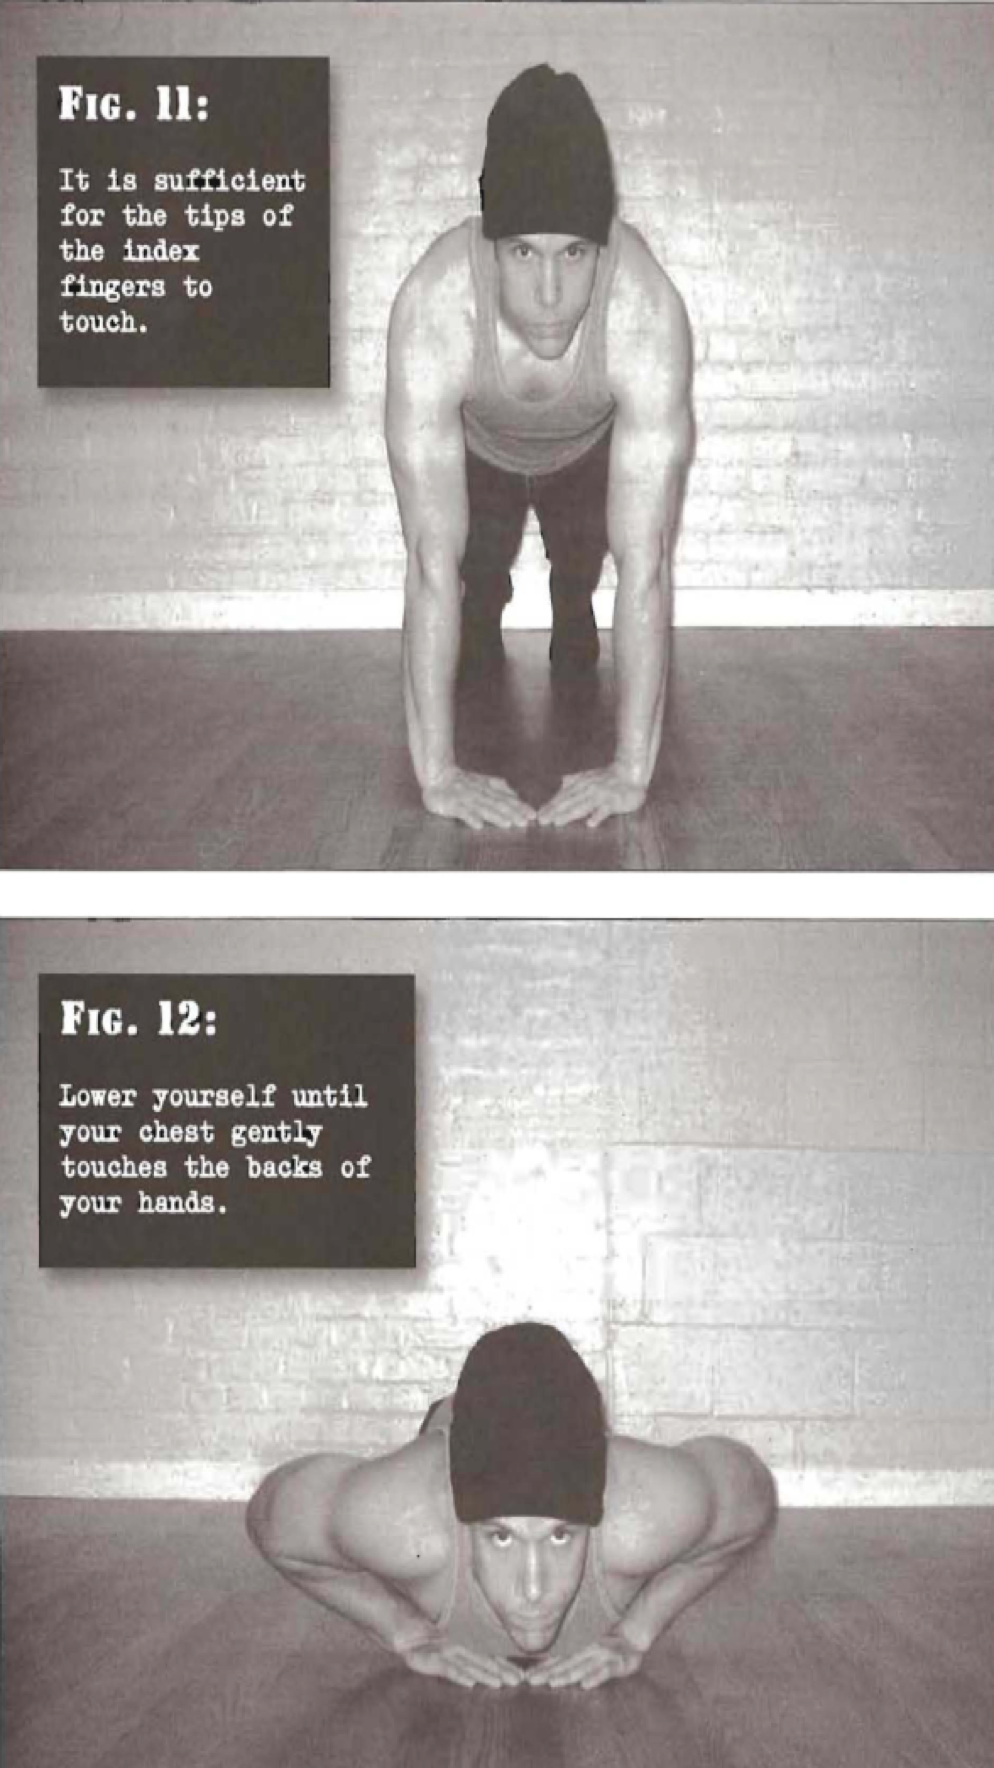 FIG. 11:
It is sufficient
for the tips of
the index
fingers to
touch.
FIG. 12:
Lower yourself until
your chest gently
touches the backs of
your hands.